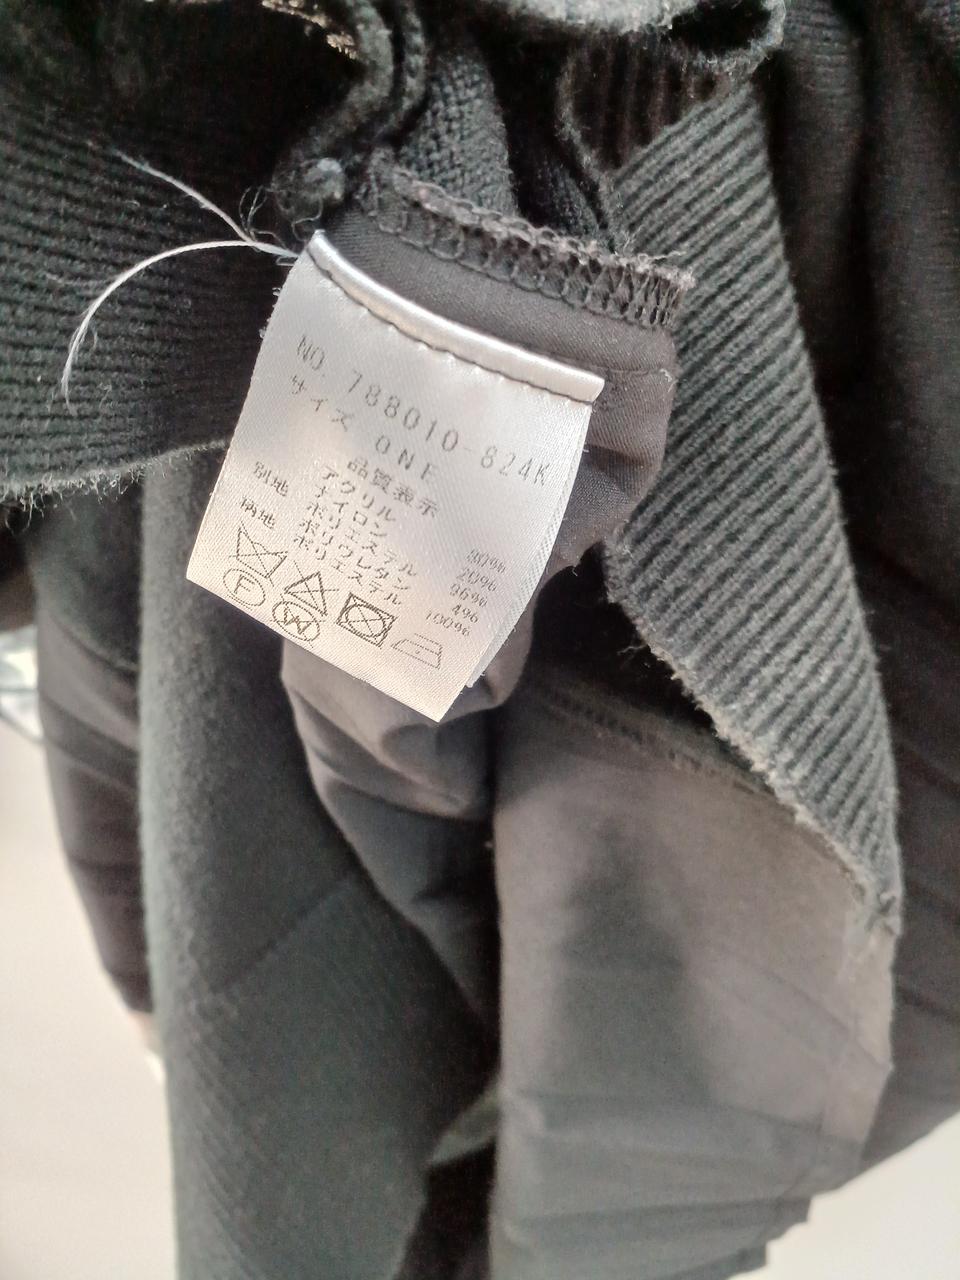 NO. 788010-824K
サイズ ONE
品質表示
アクリル 80%
ナイロン 20%
別地 ポリエステル 96%
ポリウレタン 4%
柄地 ポリエステル 100%
F W